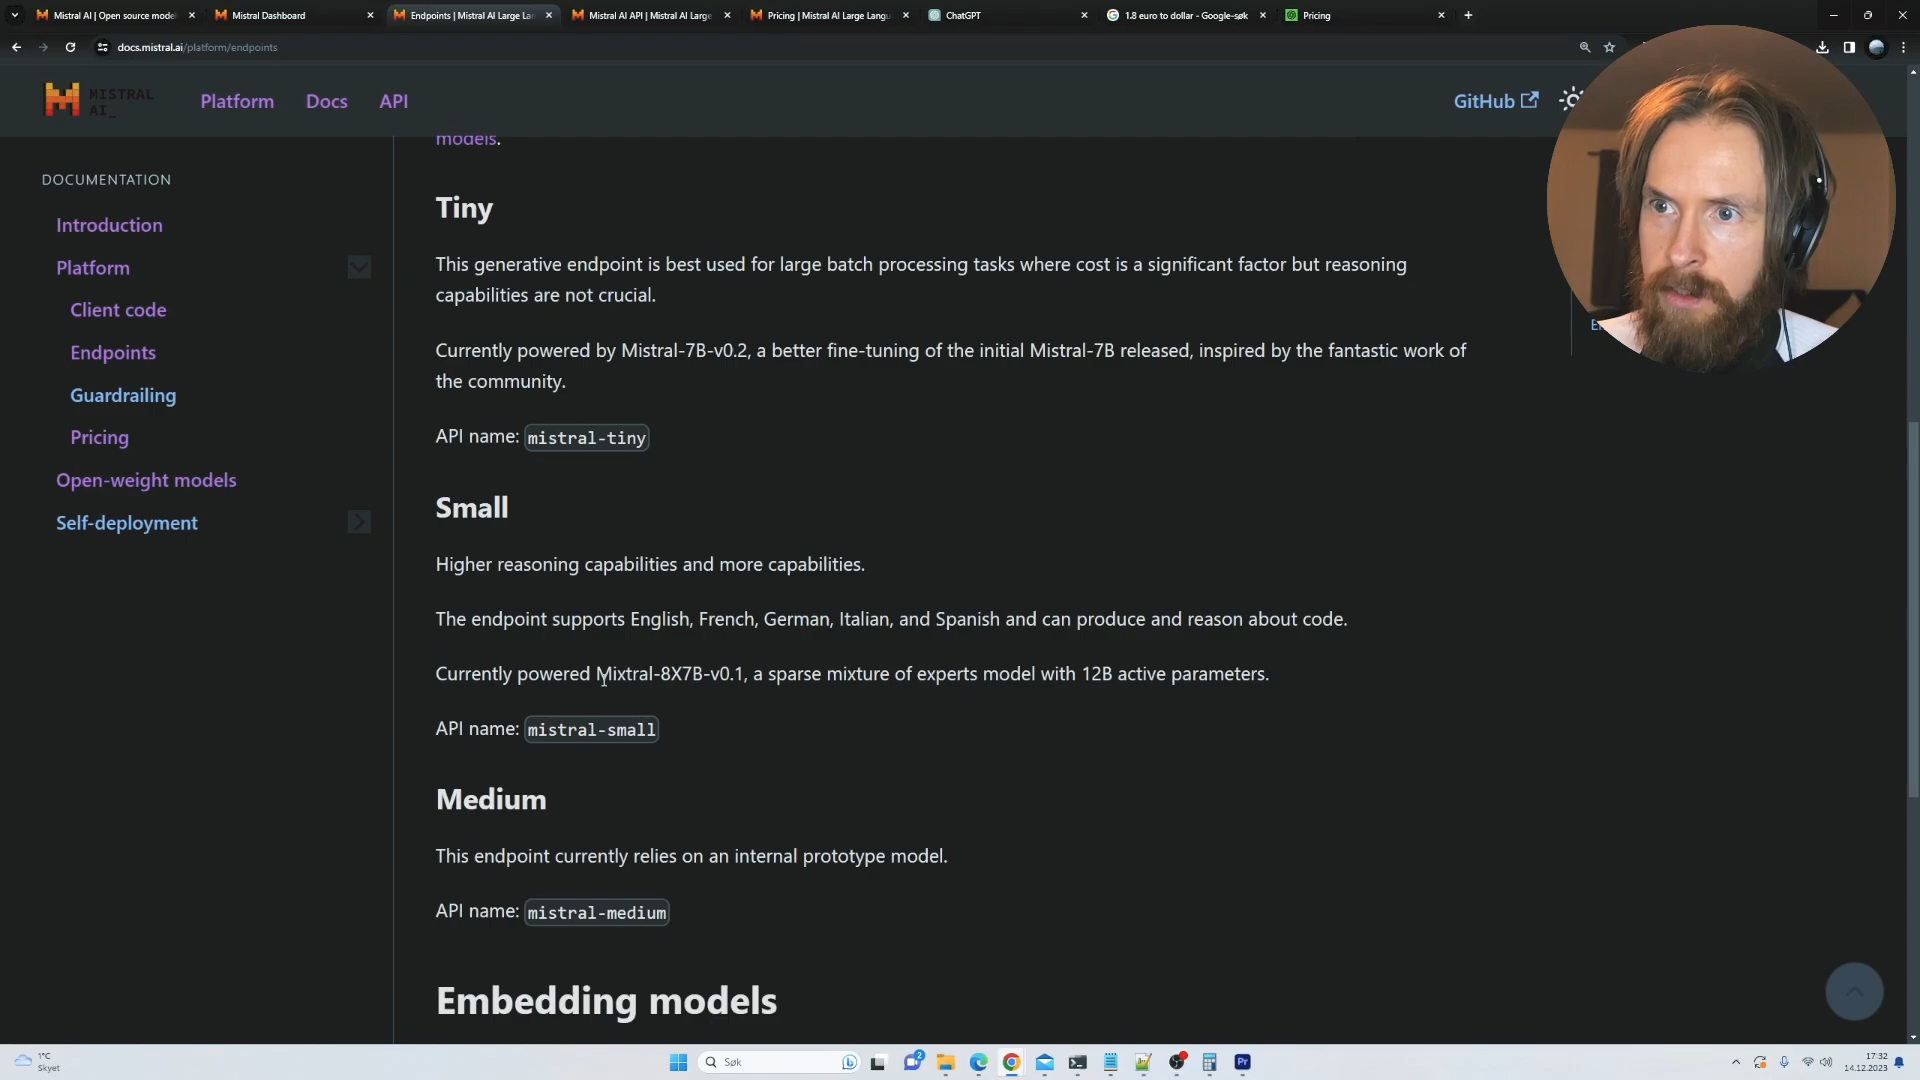 Mistral AI | Open source model
Mistral Dashboard
Endpoints | Mistral AI Large Lan
Mistral AI API | Mistral AI Large
Pricing | Mistral AI Large Langu
ChatGPT
1.8 euro to dollar - Google-søk
Pricing
docs.mistral.ai/platform/endpoints
MISTRAL
AI_
Platform
Docs
API
GitHub
DOCUMENTATION
Introduction
Platform
Client code
Endpoints
Guardrailing
Pricing
Open-weight models
Self-deployment
models.
Tiny
This generative endpoint is best used for large batch processing tasks where cost is a significant factor but reasoning
capabilities are not crucial.
Currently powered by Mistral-7B-v0.2, a better fine-tuning of the initial Mistral-7B released, inspired by the fantastic work of
the community.
API name: mistral-tiny
Small
Higher reasoning capabilities and more capabilities.
The endpoint supports English, French, German, Italian, and Spanish and can produce and reason about code.
Currently powered Mixtral-8X7B-v0.1, a sparse mixture of experts model with 12B active parameters.
API name: mistral-small
Medium
This endpoint currently relies on an internal prototype model.
API name: mistral-medium
Embedding models
1°C
Skyet
Søk
2
Pr
17:32
14.12.2023